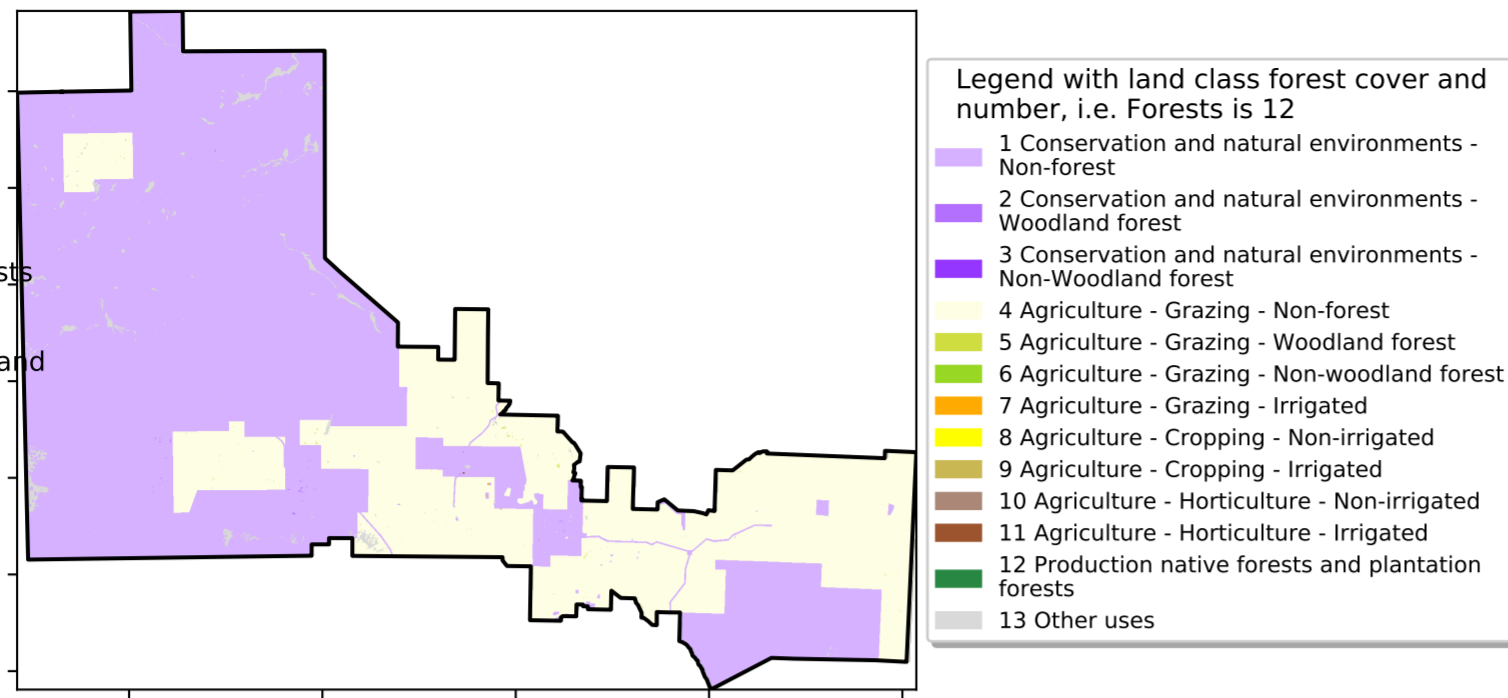 Legend with land class forest cover and
number, i.e. Forests is 12
1 Conservation and natural environments -
Non-forest
2 Conservation and natural environments -
Woodland forest
3 Conservation and natural environments -
Non-Woodland forest
4 Agriculture - Grazing - Non-forest
5 Agriculture - Grazing - Woodland forest
6 Agriculture - Grazing - Non-woodland forest
7 Agriculture - Grazing - Irrigated
8 Agriculture - Cropping - Non-irrigated
9 Agriculture - Cropping - Irrigated
10 Agriculture - Horticulture - Non-irrigated
11 Agriculture - Horticulture - Irrigated
12 Production native forests and plantation
forests
13 Other uses